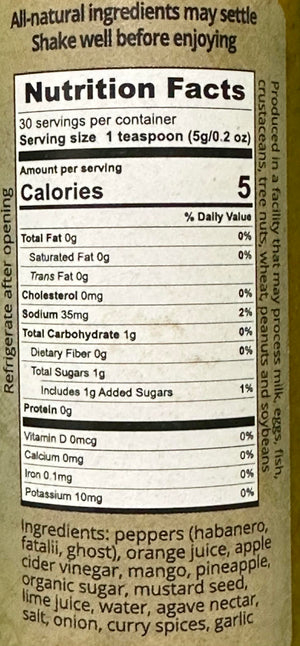 All-natural ingredients may settle
Shake well before enjoying
Nutrition Facts
30 servings per container
Serving size 1 teaspoon (5g/0.2 oz)
Amount per serving
Calories 5
% Daily Value
Total Fat 0g 0%
Saturated Fat 0g 0%
Trans Fat 0g
Cholesterol 0mg 0%
Sodium 35mg 2%
Total Carbohydrate 1g 0%
Dietary Fiber 0g 0%
Total Sugars 1g
Includes 1g Added Sugars 1%
Protein 0g
Vitamin D 0mcg 0%
Calcium 0mg 0%
Iron 0.1mg 0%
Potassium 10mg 0%
Refrigerate after opening
Produced in a facility that may process milk, eggs, fish,
crustaceans, tree nuts, wheat, peanuts and soybeans
Ingredients: peppers (habanero,
fatalii, ghost), orange juice, apple
cider vinegar, mango, pineapple,
organic sugar, mustard seed,
lime juice, water, agave nectar,
salt, onion, curry spices, garlic